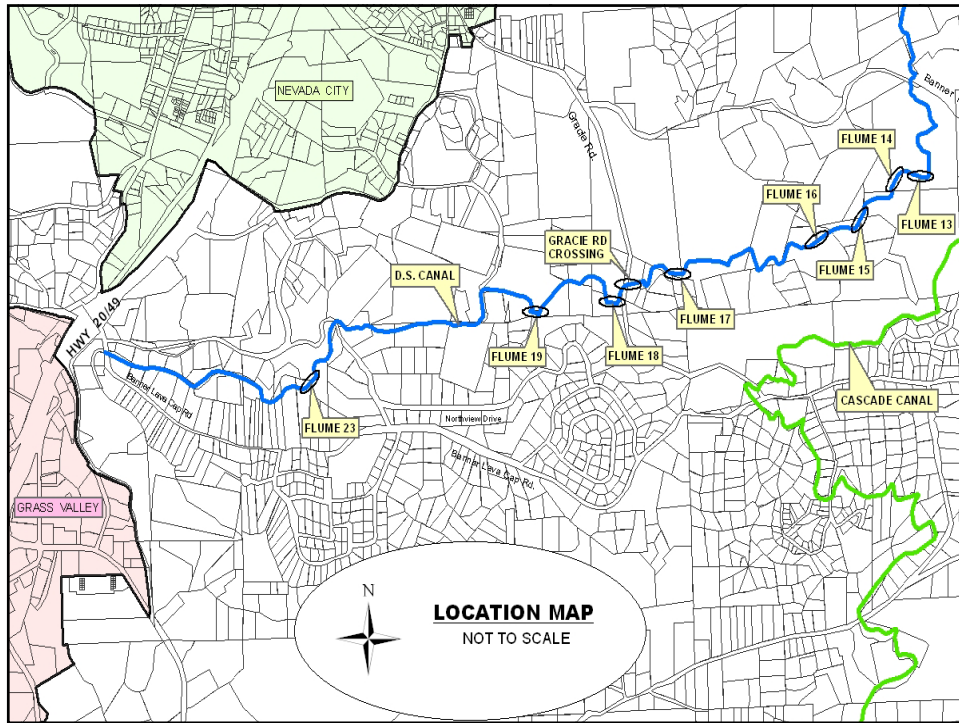 NEVADA CITY
Banner
FLUME 14
Gracie Rd.
FLUME 16
FLUME 13
GRACIE RD
CROSSING
FLUME 15
D.S. CANAL
HWY 20/49
FLUME 17
FLUME 19
FLUME 18
Banner Lava Cap Rd
CASCADE CANAL
Northview Drive
FLUME 23
Banner Lava Cap Rd.
GRASS VALLEY
N
LOCATION MAP
NOT TO SCALE